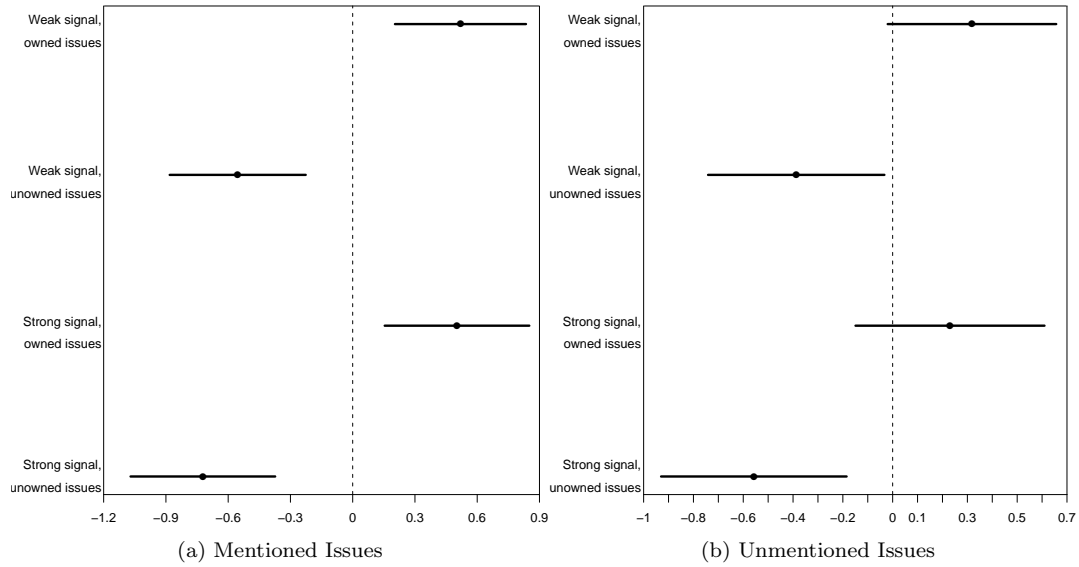 Weak signal,
owned issues
Weak signal,
unowned issues
Strong signal,
owned issues
Strong signal,
unowned issues
−1.2 −0.9 −0.6 −0.3 0 0.3 0.6 0.9
(a) Mentioned Issues
Weak signal,
owned issues
Weak signal,
unowned issues
Strong signal,
owned issues
Strong signal,
unowned issues
−1 −0.8 −0.6 −0.4 −0.2 0 0.1 0.3 0.5 0.7
(b) Unmentioned Issues